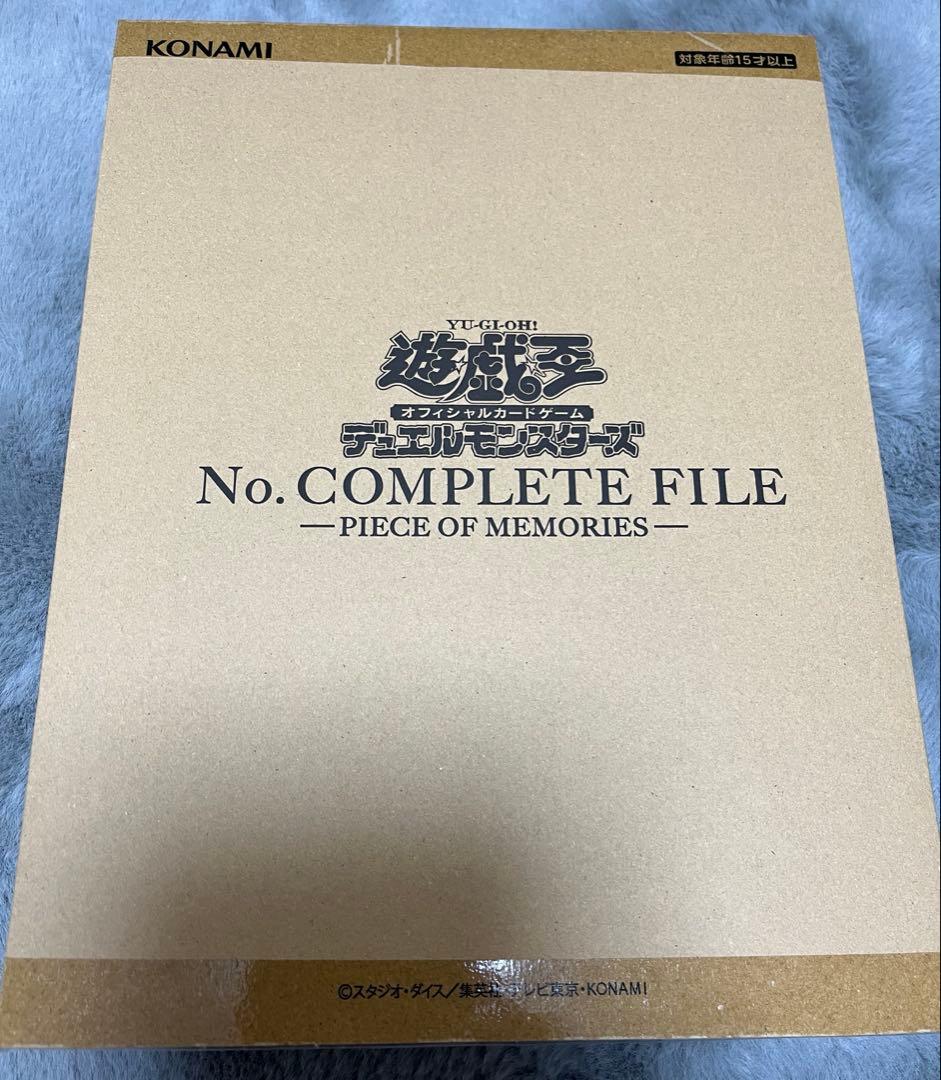 KONAMI
対象年齢15才以上
YU-GI-OH!
遊戯王
オフィシャルカードゲーム
デュエルモンスターズ
No. COMPLETE FILE
—PIECE OF MEMORIES—
©スタジオ・ダイス/集英社・テレビ東京・KONAMI